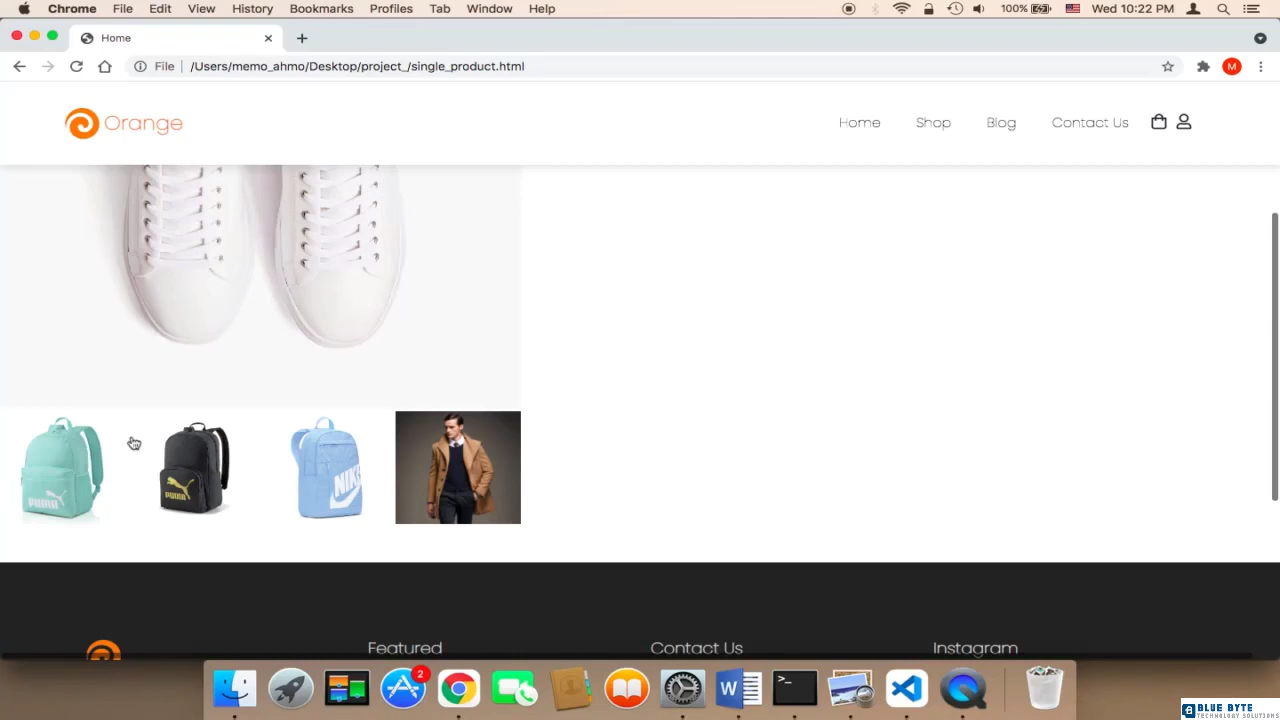 Chrome File Edit View History Bookmarks Profiles Tab Window Help 100% Wed 10:22 PM
Home
File /Users/memo_ahmo/Desktop/project_/single_product.html M
Orange Home Shop Blog Contact Us
PUMA PUMA NIKE
Featured Contact Us Instagram
2
BLUE BYTE
TECHNOLOGY SOLUTIONS